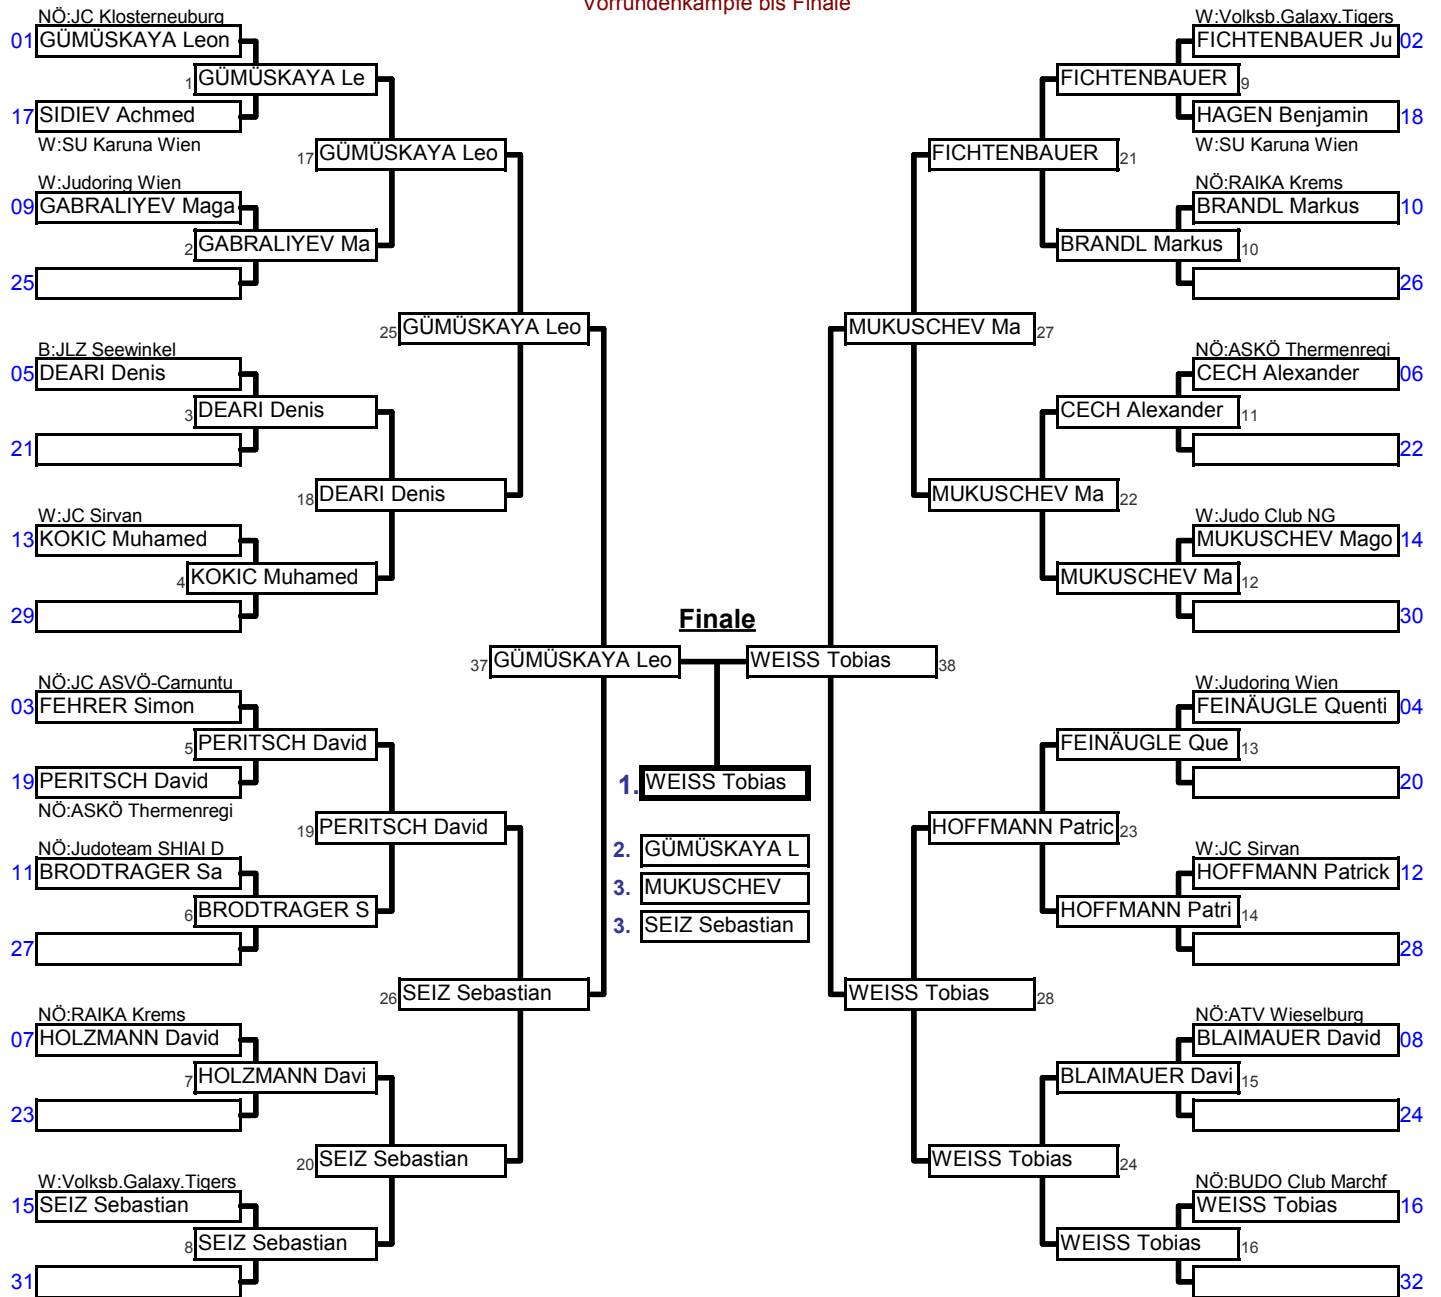 Vorrundenkämpfe bis Finale
NÖ:JC Klosterneuburg
01 GÜMÜSKAYA Leon
1 GÜMÜSKAYA Le
17 SIDIEV Achmed
W:SU Karuna Wien
17 GÜMÜSKAYA Leo
W:Judoring Wien
09 GABRALIYEV Maga
2 GABRALIYEV Ma
25
25 GÜMÜSKAYA Leo
B:JLZ Seewinkel
05 DEARI Denis
3 DEARI Denis
21
18 DEARI Denis
W:JC Sirvan
13 KOKIC Muhamed
4 KOKIC Muhamed
29
37 GÜMÜSKAYA Leo
NÖ:JC ASVÖ-Carnuntu
03 FEHRER Simon
5 PERITSCH David
19 PERITSCH David
NÖ:ASKÖ Thermenregi
19 PERITSCH David
NÖ:Judoteam SHIAI D
11 BRODTRAGER Sa
6 BRODTRAGER S
27
26 SEIZ Sebastian
NÖ:RAIKA Krems
07 HOLZMANN David
7 HOLZMANN Davi
23
20 SEIZ Sebastian
W:Volksb.Galaxy.Tigers
15 SEIZ Sebastian
8 SEIZ Sebastian
31
Finale
1. WEISS Tobias
2. GÜMÜSKAYA L
3. MUKUSCHEV
3. SEIZ Sebastian
W:Volksb.Galaxy.Tigers
FICHTENBAUER Ju 02
FICHTENBAUER 9
HAGEN Benjamin 18
W:SU Karuna Wien
FICHTENBAUER 21
NÖ:RAIKA Krems
BRANDL Markus 10
BRANDL Markus 10
26
MUKUSCHEV Ma 27
NÖ:ASKÖ Thermenregi
CECH Alexander 06
CECH Alexander 11
22
MUKUSCHEV Ma 22
W:Judo Club NG
MUKUSCHEV Mago 14
MUKUSCHEV Ma 12
30
WEISS Tobias 38
W:Judoring Wien
FEINÄUGLE Quenti 04
FEINÄUGLE Que 13
20
HOFFMANN Patric 23
W:JC Sirvan
HOFFMANN Patrick 12
HOFFMANN Patri 14
28
WEISS Tobias 28
NÖ:ATV Wieselburg
BLAIMAUER David 08
BLAIMAUER Davi 15
24
WEISS Tobias 24
NÖ:BUDO Club Marchf
WEISS Tobias 16
WEISS Tobias 16
32